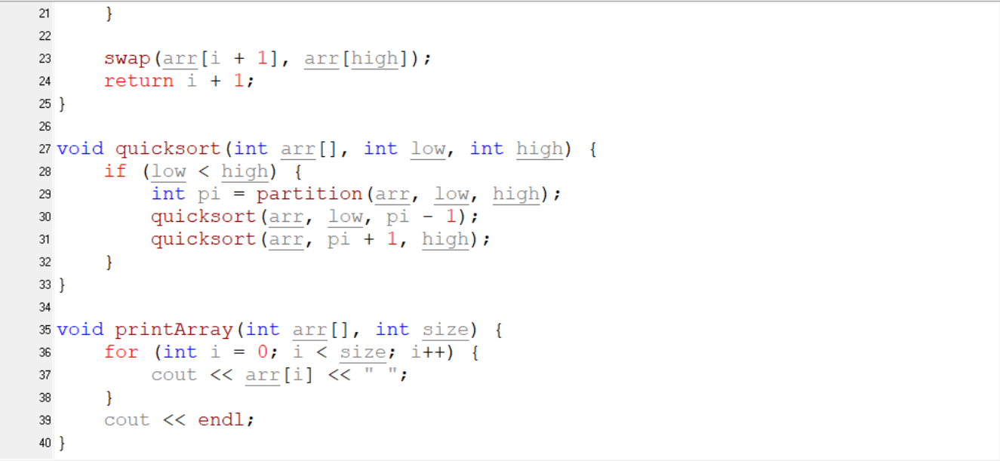 21 }
22
23 swap(arr[i + 1], arr[high]);
24 return i + 1;
25 }
26
27 void quicksort(int arr[], int low, int high) {
28 if (low < high) {
29 int pi = partition(arr, low, high);
30 quicksort(arr, low, pi - 1);
31 quicksort(arr, pi + 1, high);
32 }
33 }
34
35 void printArray(int arr[], int size) {
36 for (int i = 0; i < size; i++) {
37 cout << arr[i] << " ";
38 }
39 cout << endl;
40 }